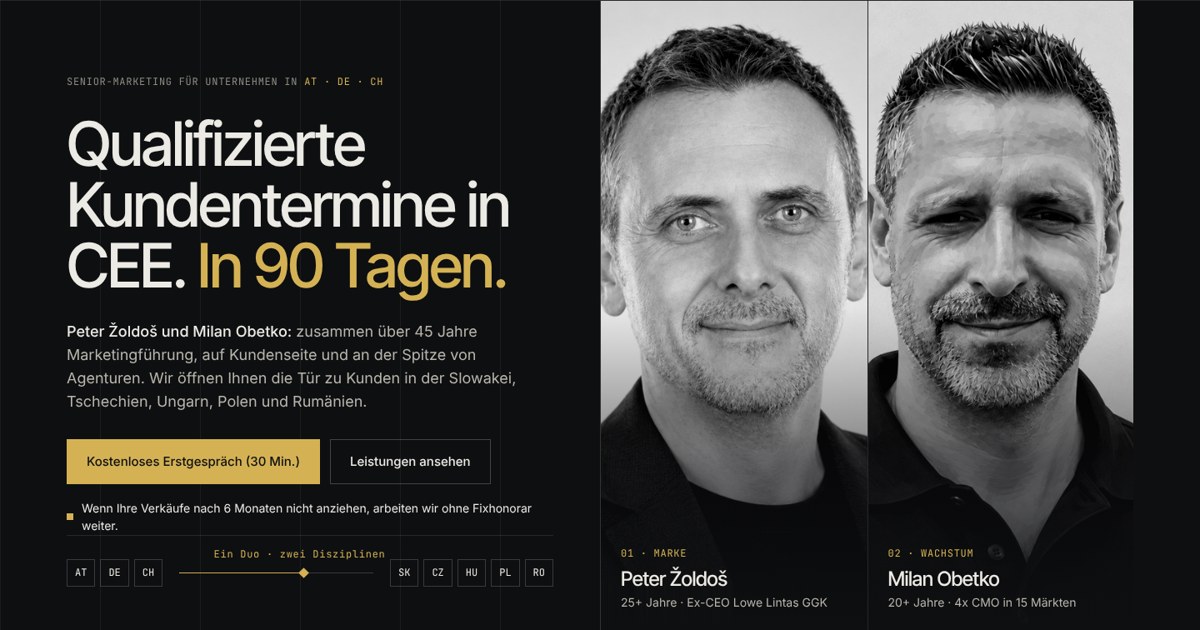 SENIOR-MARKETING FÜR UNTERNEHMEN IN AT · DE · CH
Qualifizierte
Kundentermine in
CEE. In 90 Tagen.
Peter Žoldoš und Milan Obetko: zusammen über 45 Jahre
Marketingführung, auf Kundenseite und an der Spitze von
Agenturen. Wir öffnen Ihnen die Tür zu Kunden in der Slowakei,
Tschechien, Ungarn, Polen und Rumänien.
Kostenloses Erstgespräch (30 Min.)
Leistungen ansehen
Wenn Ihre Verkäufe nach 6 Monaten nicht anziehen, arbeiten wir ohne Fixhonorar
weiter.
Ein Duo · zwei Disziplinen
AT DE CH SK CZ HU PL RO
01 · MARKE
Peter Žoldoš
25+ Jahre · Ex-CEO Lowe Lintas GGK
02 · WACHSTUM
Milan Obetko
20+ Jahre · 4x CMO in 15 Märkten